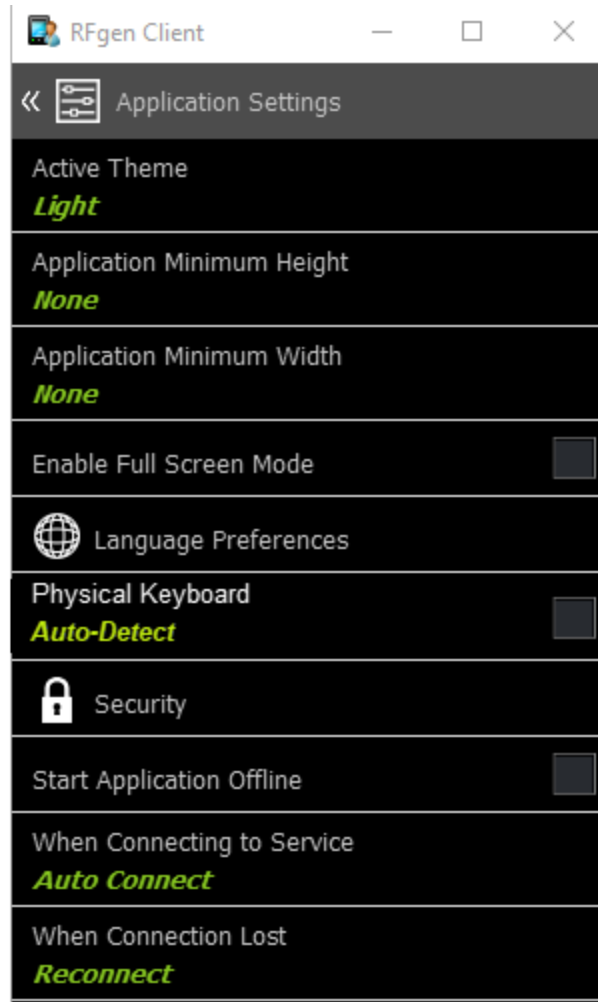 RFgen Client
Application Settings
Active Theme
Light
Application Minimum Height
None
Application Minimum Width
None
Enable Full Screen Mode
Language Preferences
Physical Keyboard
Auto-Detect
Security
Start Application Offline
When Connecting to Service
Auto Connect
When Connection Lost
Reconnect